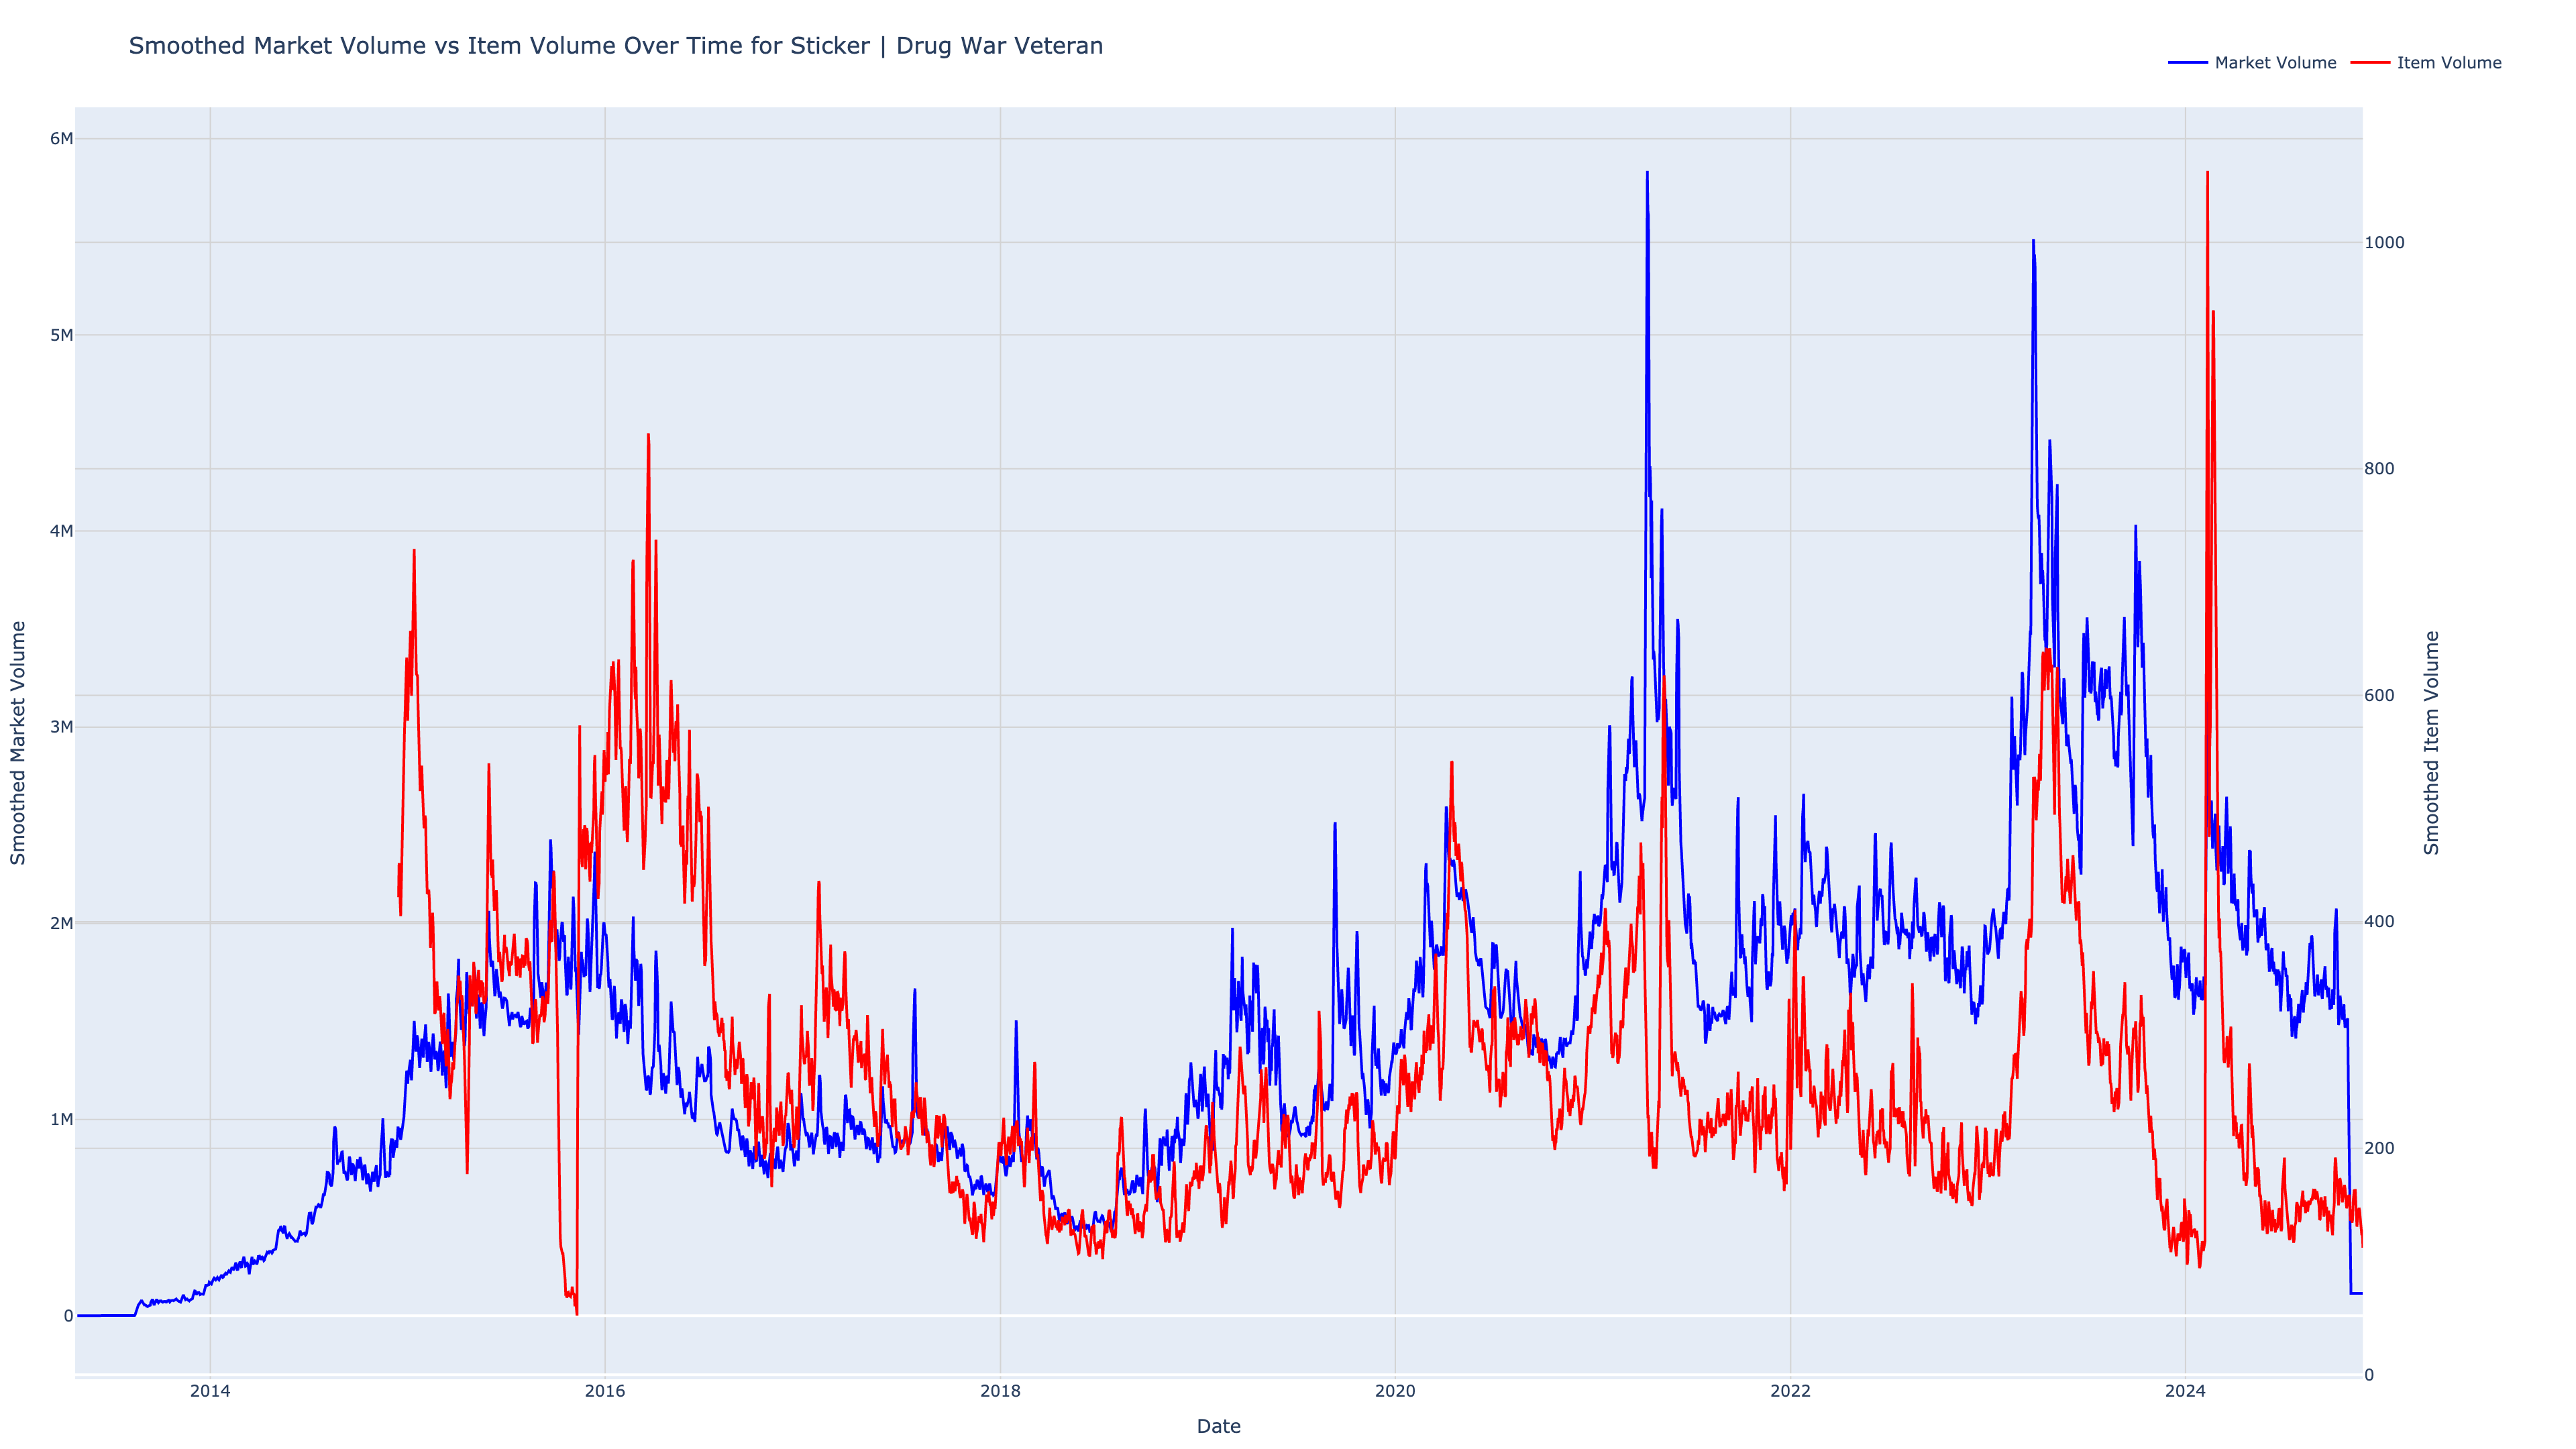 Smoothed Market Volume vs Item Volume Over Time for Sticker | Drug War Veteran
Market Volume
Item Volume
6M
5M
4M
3M
2M
1M
0
Smoothed Market Volume
1000
800
600
400
200
0
Smoothed Item Volume
2014
2016
2018
2020
2022
2024
Date